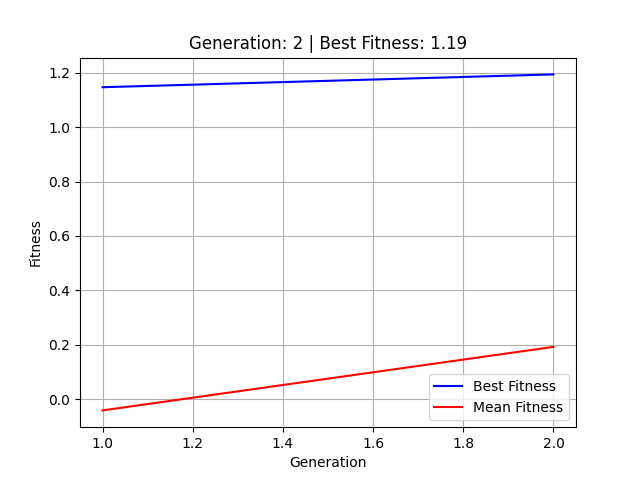 Generation: 2 | Best Fitness: 1.19
1.2
1.0
0.8
0.6
0.4
0.2
0.0
Fitness
Best Fitness
Mean Fitness
1.0 1.2 1.4 1.6 1.8 2.0
Generation